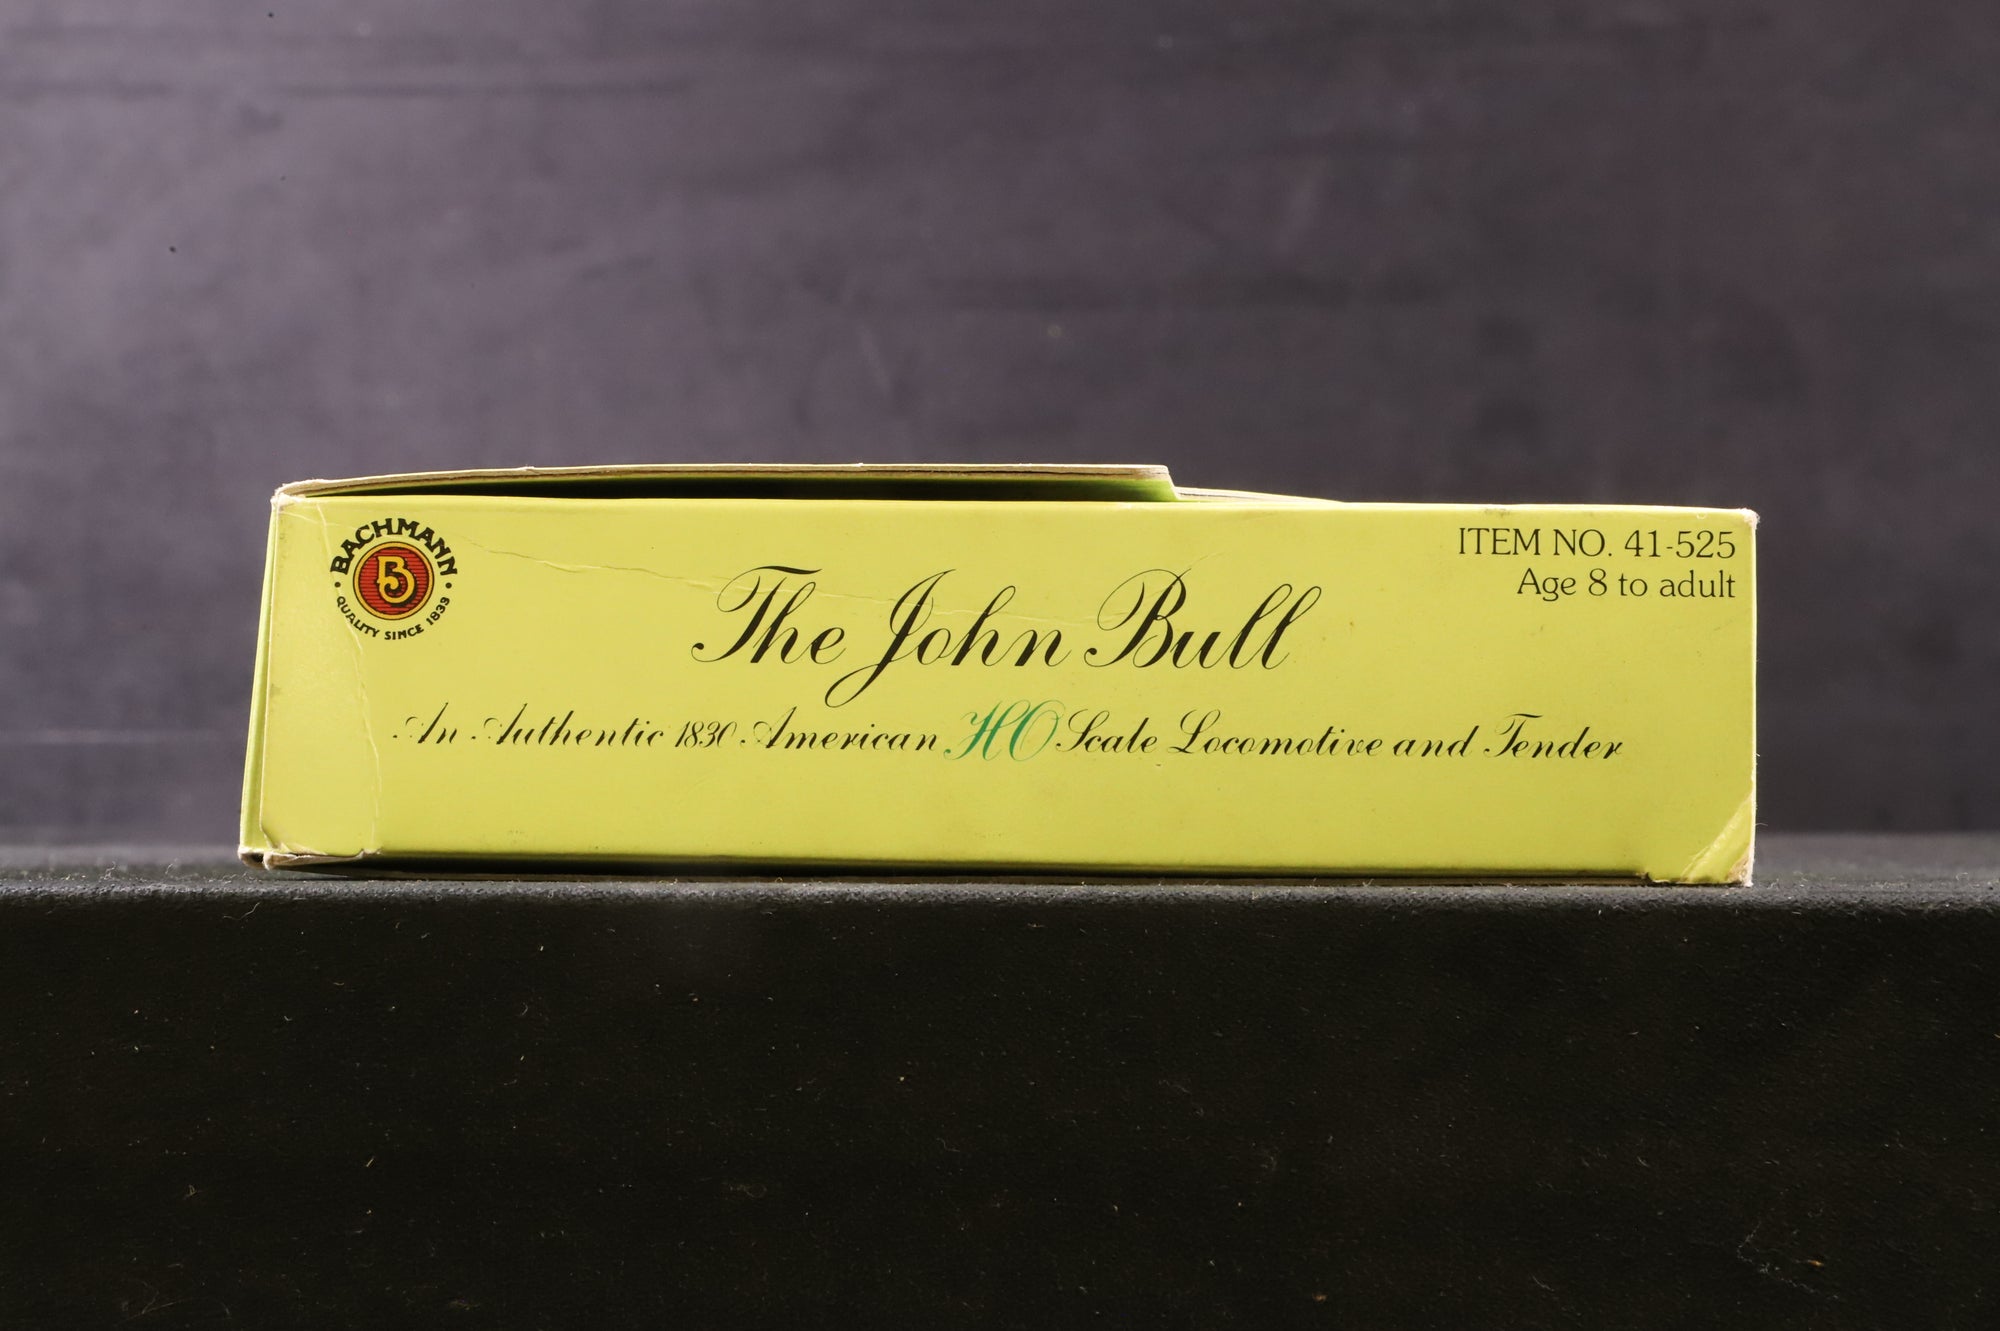 BACHMANN
B
• QUALITY SINCE 1833 •
ITEM NO. 41-525
Age 8 to adult
The John Bull
An Authentic 1830 American HO Scale Locomotive and Tender